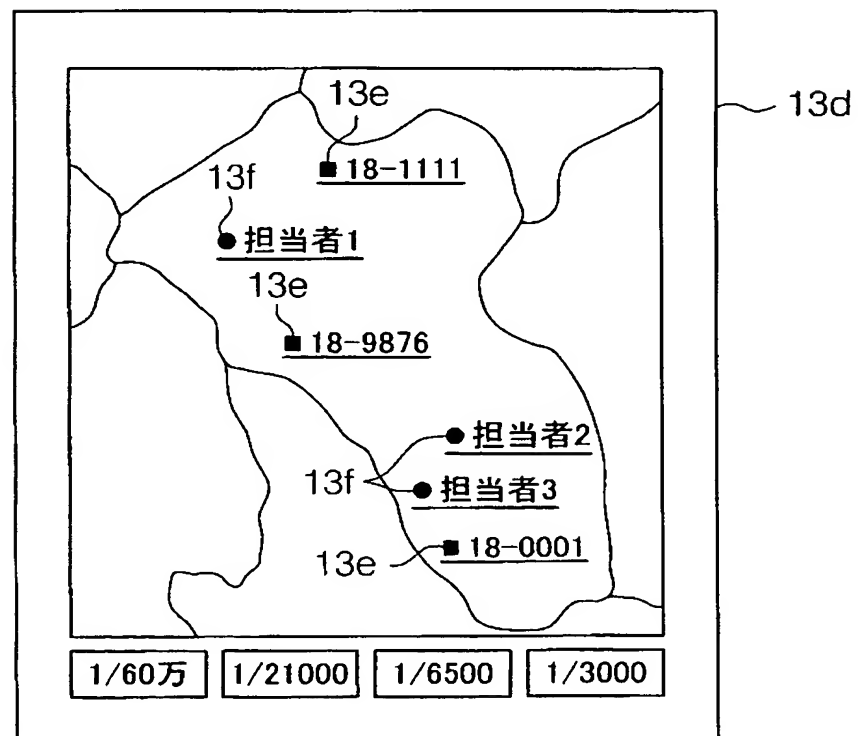 13d
13e
■ 18-1111
13f
● 担当者1
13e
■ 18-9876
● 担当者2
13f
● 担当者3
■ 18-0001
13e
1/60万 1/21000 1/6500 1/3000